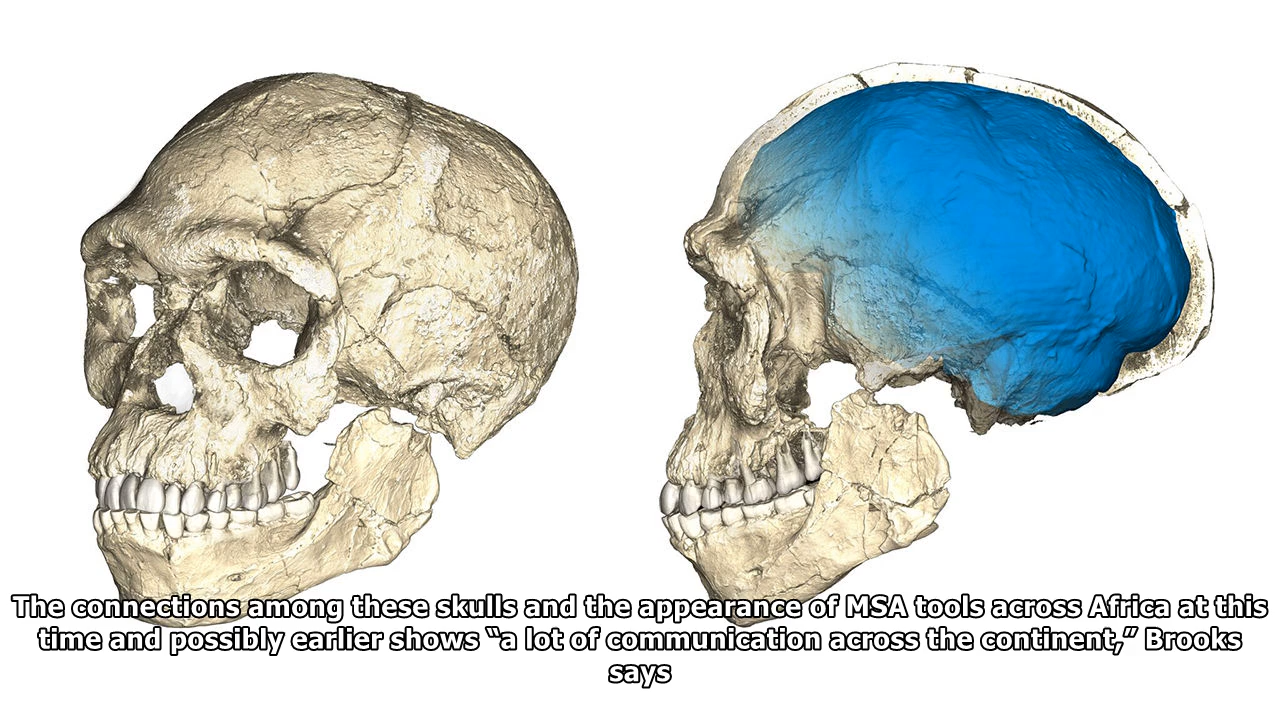 The connections among these skulls and the appearance of MSA tools across Africa at this
time and possibly earlier shows “a lot of communication across the continent,” Brooks
says